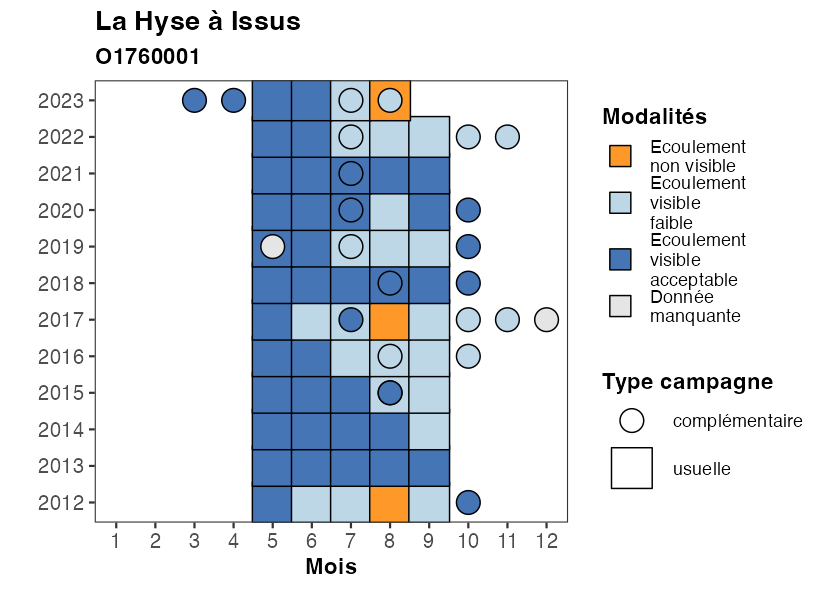 La Hyse à Issus
O1760001
2023
2022
2021
2020
2019
2018
2017
2016
2015
2014
2013
2012
1 2 3 4 5 6 7 8 9 10 11 12
Mois
Modalités
Ecoulement
non visible
Ecoulement
visible
faible
Ecoulement
visible
acceptable
Donnée
manquante
Type campagne
complémentaire
usuelle